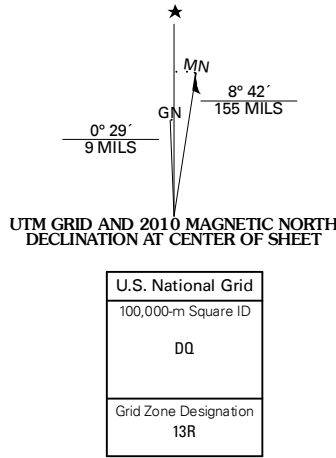 MN
8° 42´
155 MILS
GN
0° 29´
9 MILS
UTM GRID AND 2010 MAGNETIC NORTH
DECLINATION AT CENTER OF SHEET
U.S. National Grid
100,000-m Square ID
DQ
Grid Zone Designation
13R